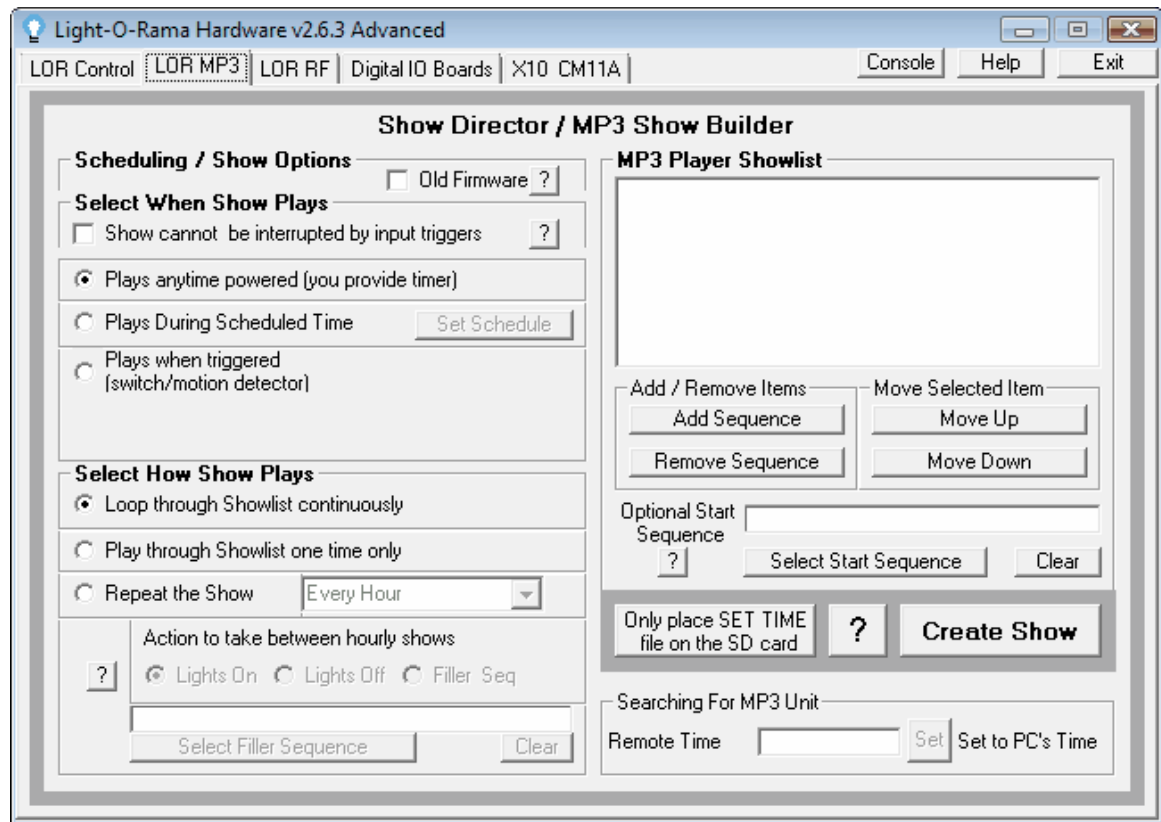 Light-O-Rama Hardware v2.6.3 Advanced
LOR Control LOR MP3 LOR RF Digital IO Boards X10 CM11A Console Help Exit
Show Director / MP3 Show Builder
Scheduling / Show Options
Old Firmware ?
Select When Show Plays
Show cannot be interrupted by input triggers ?
Plays anytime powered (you provide timer)
Plays During Scheduled Time Set Schedule
Plays when triggered
(switch/motion detector)
Select How Show Plays
Loop through Showlist continuously
Play through Showlist one time only
Repeat the Show Every Hour
Action to take between hourly shows
? Lights On Lights Off Filler Seq
Select Filler Sequence Clear
MP3 Player Showlist
Add / Remove Items Move Selected Item
Add Sequence Move Up
Remove Sequence Move Down
Optional Start
Sequence
? Select Start Sequence Clear
Only place SET TIME
file on the SD card
? Create Show
Searching For MP3 Unit
Remote Time Set Set to PC's Time